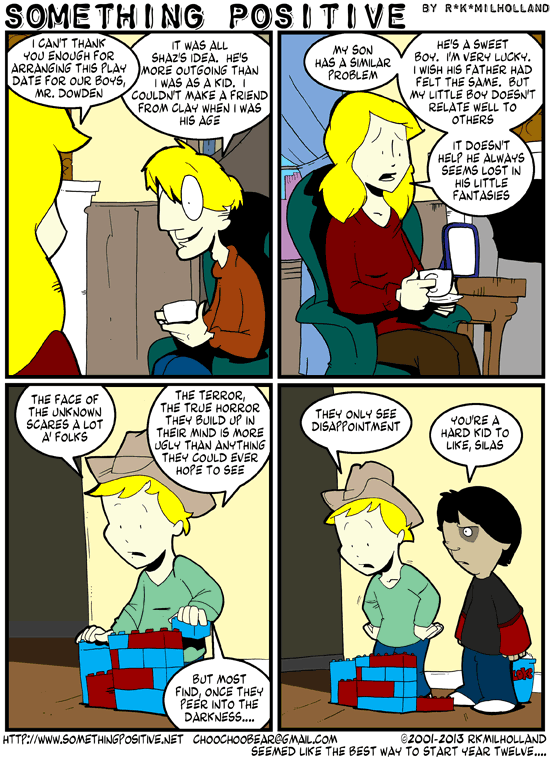 SOMETHING POSITIVE BY R*K*MILHOLLAND
I CAN'T THANK
YOU ENOUGH FOR
ARRANGING THIS PLAY
DATE FOR OUR BOYS,
MR. DOWDEN
IT WAS ALL
SHAZ'S IDEA. HE'S
MORE OUTGOING THAN
I WAS AS A KID. I
COULDN'T MAKE A FRIEND
FROM CLAY WHEN I WAS
HIS AGE
MY SON
HAS A SIMILAR
PROBLEM
HE'S A SWEET
BOY. I'M VERY LUCKY.
I WISH HIS FATHER HAD
FELT THE SAME. BUT
MY LITTLE BOY DOESN'T
RELATE WELL TO
OTHERS
IT DOESN'T
HELP HE ALWAYS
SEEMS LOST IN
HIS LITTLE
FANTASIES
THE FACE OF
THE UNKNOWN
SCARES A LOT
A' FOLKS
THE TERROR,
THE TRUE HORROR
THEY BUILD UP IN
THEIR MIND IS MORE
UGLY THAN ANYTHING
THEY COULD EVER
HOPE TO SEE
BUT MOST
FIND, ONCE THEY
PEER INTO THE
DARKNESS....
THEY ONLY SEE
DISAPPOINTMENT
YOU'RE A
HARD KID TO
LIKE, SILAS
HTTP://WWW.SOMETHINGPOSITIVE.NET CHOOCHOOBEAR@GMAIL.COM ©2001-2013 RKMILHOLLAND
SEEMED LIKE THE BEST WAY TO START YEAR TWELVE....